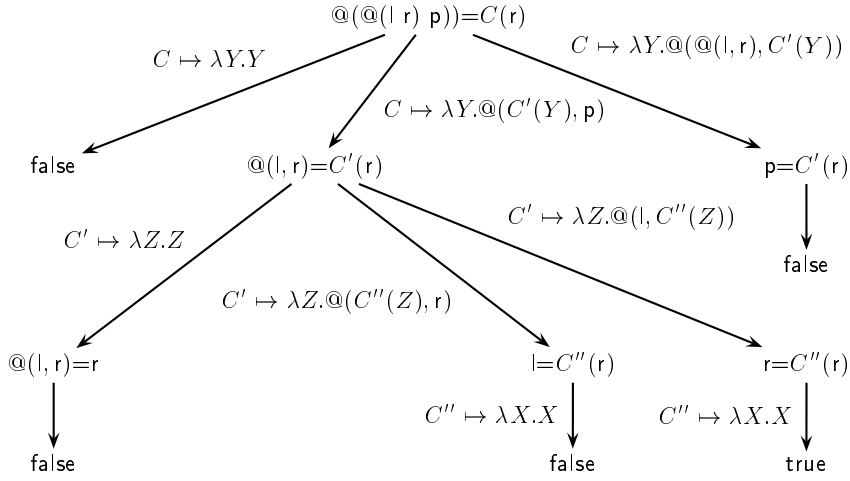 @(@(l r) p))=C(r)
C ↦ λY.Y
C ↦ λY.@(@(l,r),C′(Y))
C ↦ λY.@(C′(Y),p)
false
@(l,r)=C′(r)
p=C′(r)
C′ ↦ λZ.Z
C′ ↦ λZ.@(l,C′′(Z))
false
C′ ↦ λZ.@(C′′(Z),r)
@(l,r)=r
l=C′′(r)
r=C′′(r)
C′′ ↦ λX.X
C′′ ↦ λX.X
false
false
true